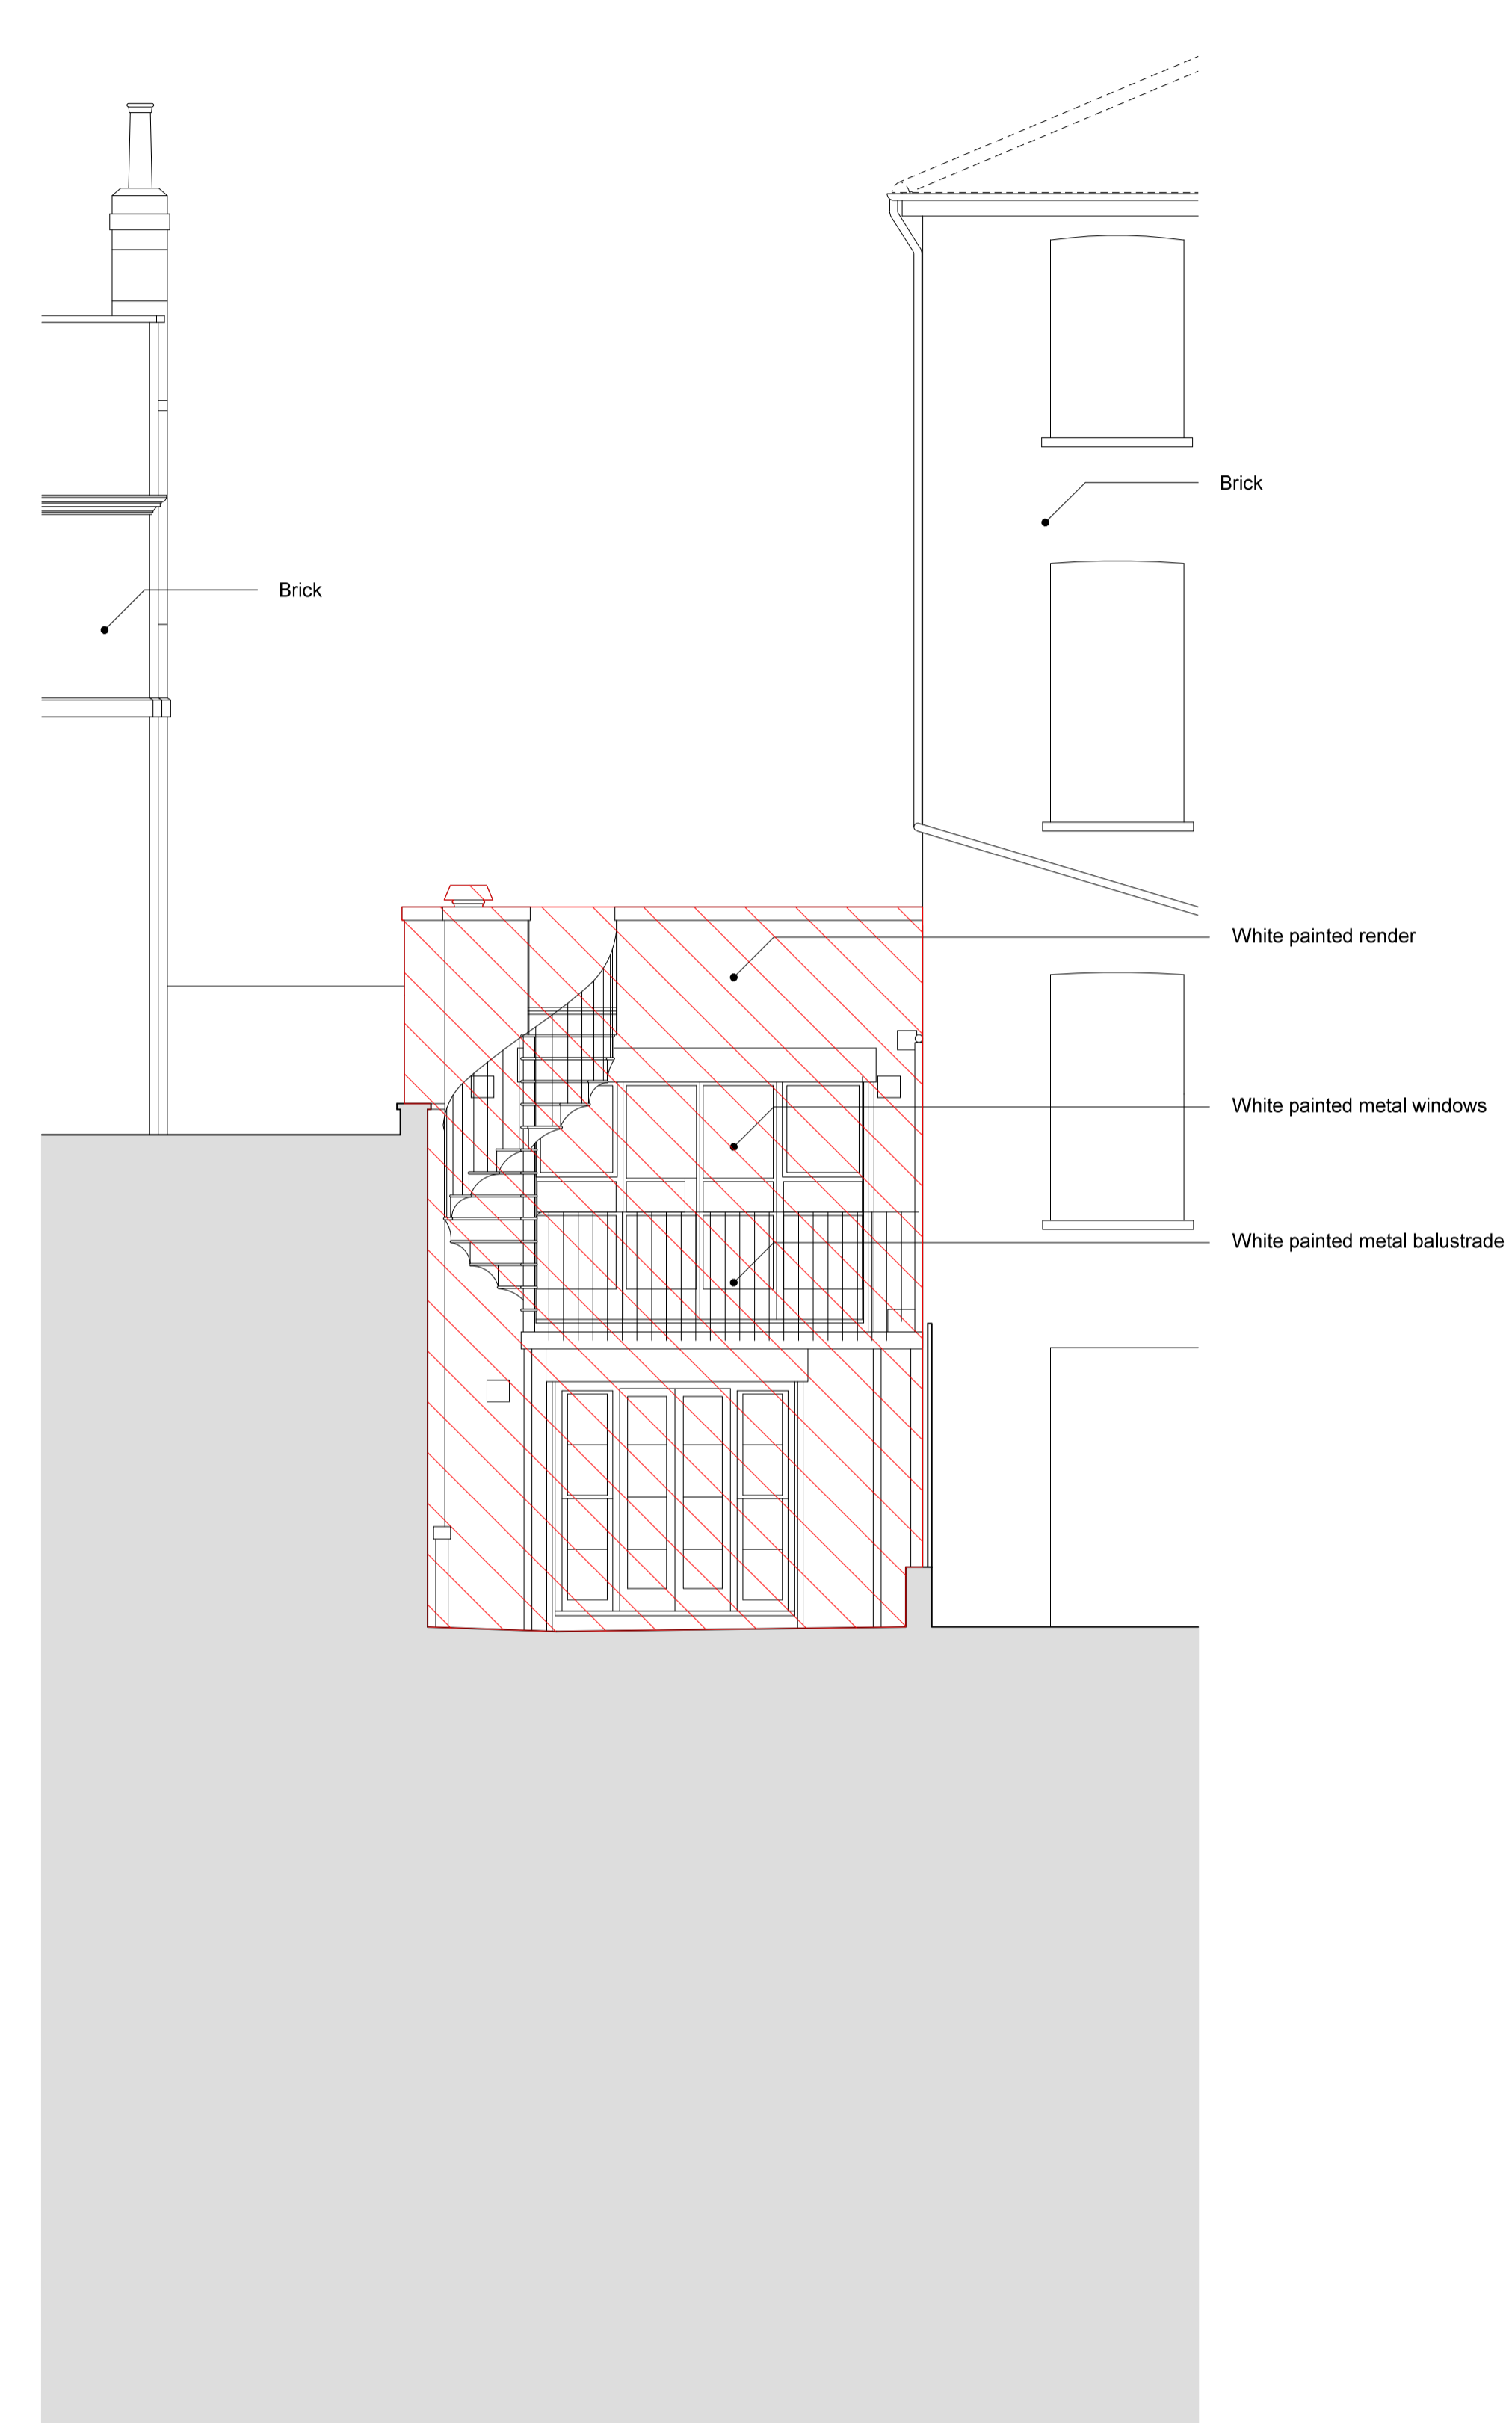 Brick
Brick
White painted render
White painted metal windows
White painted metal balustrade